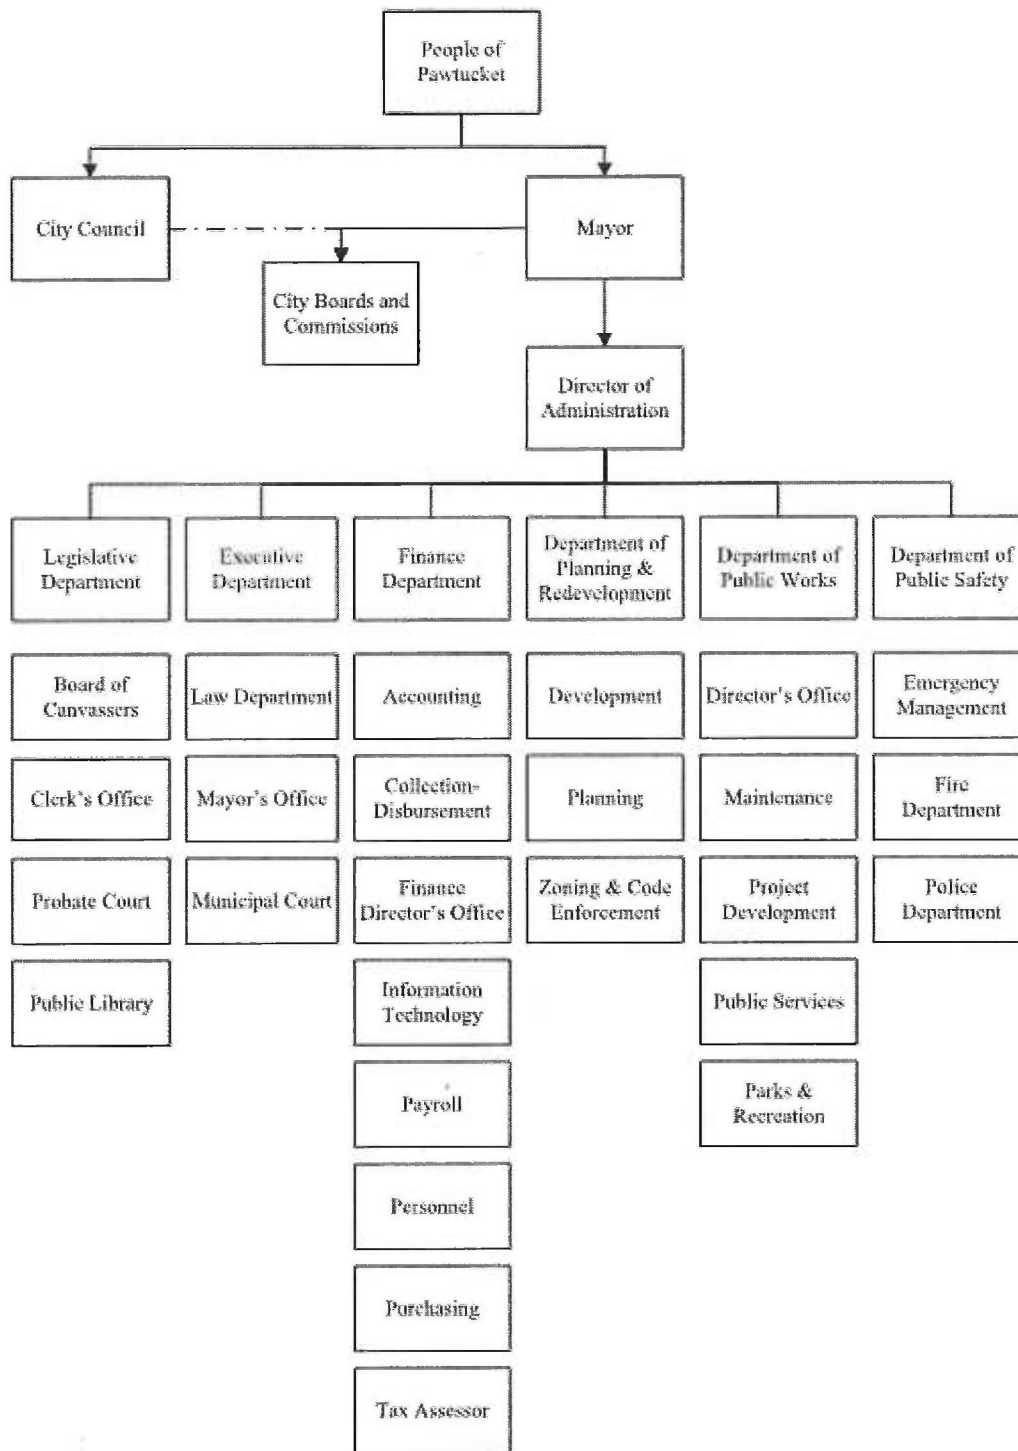 People of
Pawtucket
City Council
Mayor
City Boards and
Commissions
Director of
Administration
Legislative
Department
Executive
Department
Finance
Department
Department of
Planning &
Redevelopment
Department of
Public Works
Department of
Public Safety
Board of
Canvassers
Law Department
Accounting
Development
Director's Office
Emergency
Management
Clerk's Office
Mayor's Office
Collection-
Disbursement
Planning
Maintenance
Fire
Department
Probate Court
Municipal Court
Finance
Director's Office
Zoning & Code
Enforcement
Project
Development
Police
Department
Public Library
Information
Technology
Public Services
Payroll
Parks &
Recreation
Personnel
Purchasing
Tax Assessor